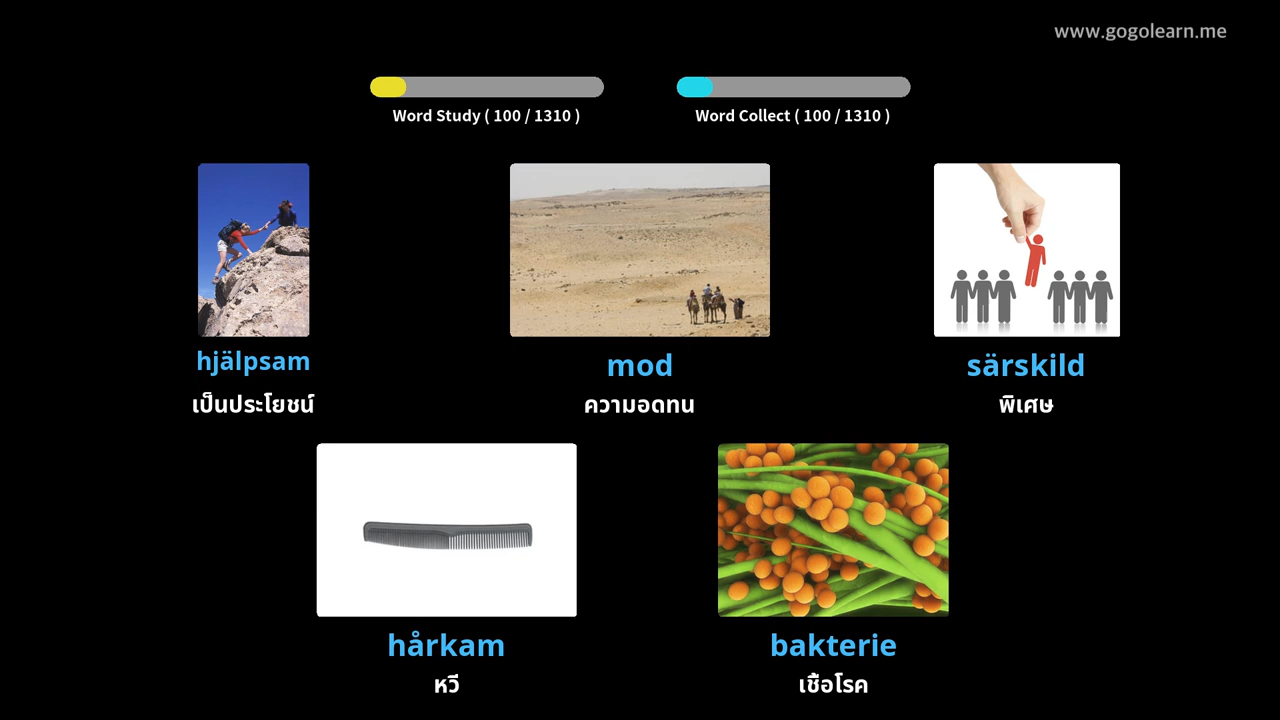 www.gogolearn.me
Word Study ( 100 / 1310 )
Word Collect ( 100 / 1310 )
hjälpsam
mod
särskild
เป็นประโยชน์
ความอดทน
พิเศษ
hårkam
bakterie
หวี
เชื้อโรค